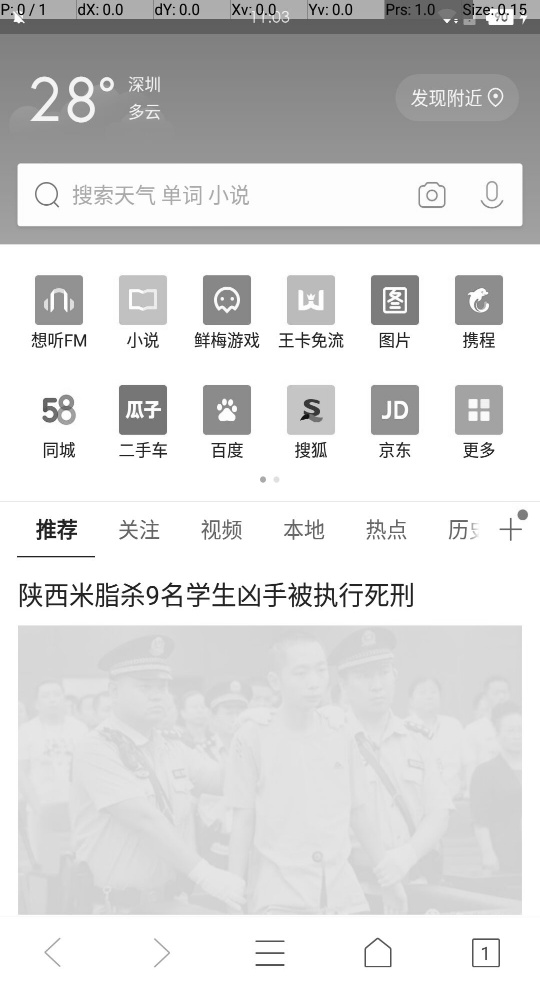 P: 0 / 1 dX: 0.0 dY: 0.0 Xv: 0.0 Yv: 0.0 Prs: 1.0 Size: 0.15
11:03
28° 深圳
多云
发现附近
搜索天气 单词 小说
想听FM 小说 鲜梅游戏 王卡免流 图片 携程
58 瓜子 S JD
同城 二手车 百度 搜狐 京东 更多
推荐 关注 视频 本地 热点 历史
陕西米脂杀9名学生凶手被执行死刑
1